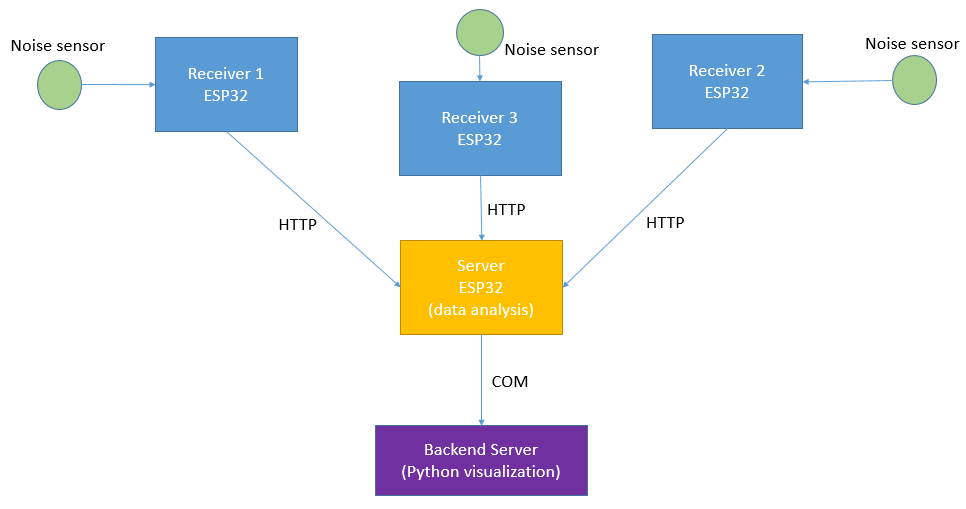 Noise sensor
Receiver 1
ESP32
Noise sensor
Receiver 3
ESP32
Receiver 2
ESP32
Noise sensor
HTTP
HTTP
HTTP
Server
ESP32
(data analysis)
COM
Backend Server
(Python visualization)